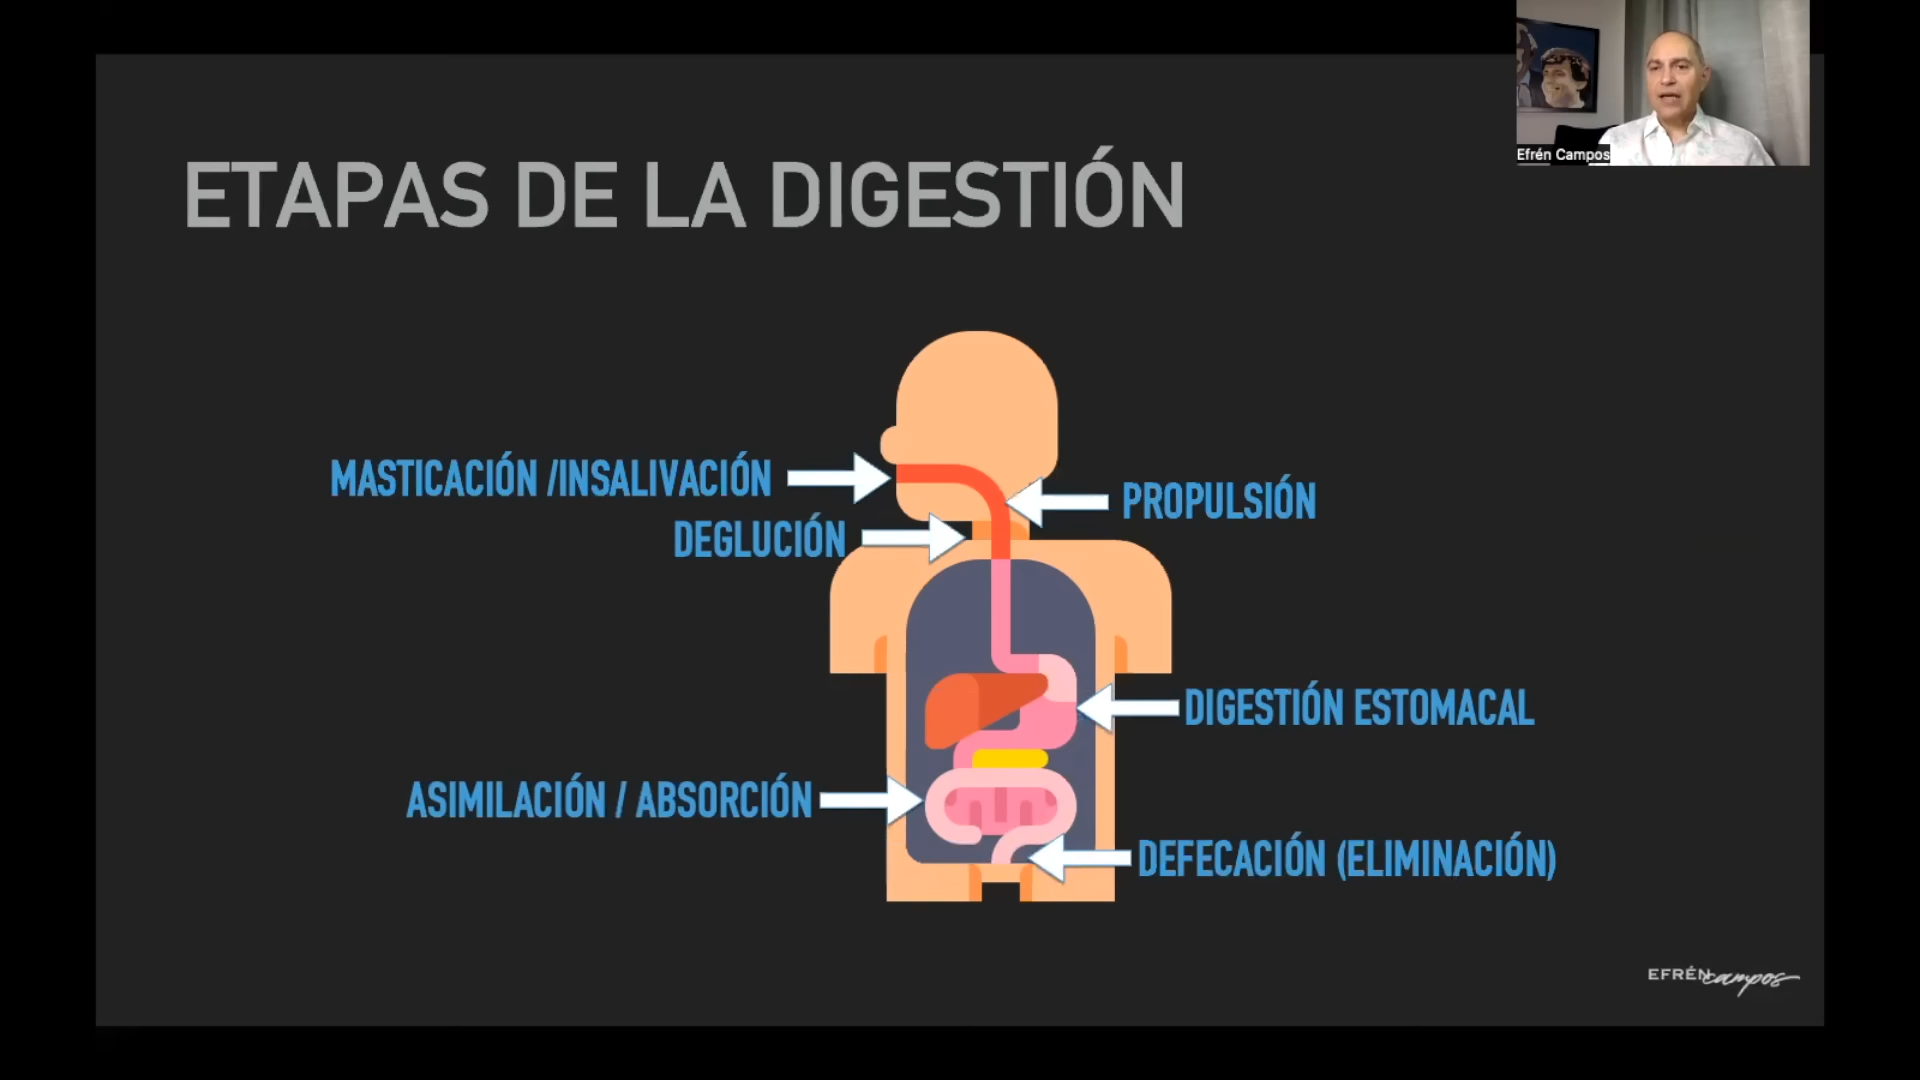 Efrén Campos
ETAPAS DE LA DIGESTIÓN
MASTICACIÓN /INSALIVACIÓN
PROPULSIÓN
DEGLUCIÓN
DIGESTIÓN ESTOMACAL
ASIMILACIÓN / ABSORCIÓN
DEFECACIÓN (ELIMINACIÓN)
EFRÉN campos